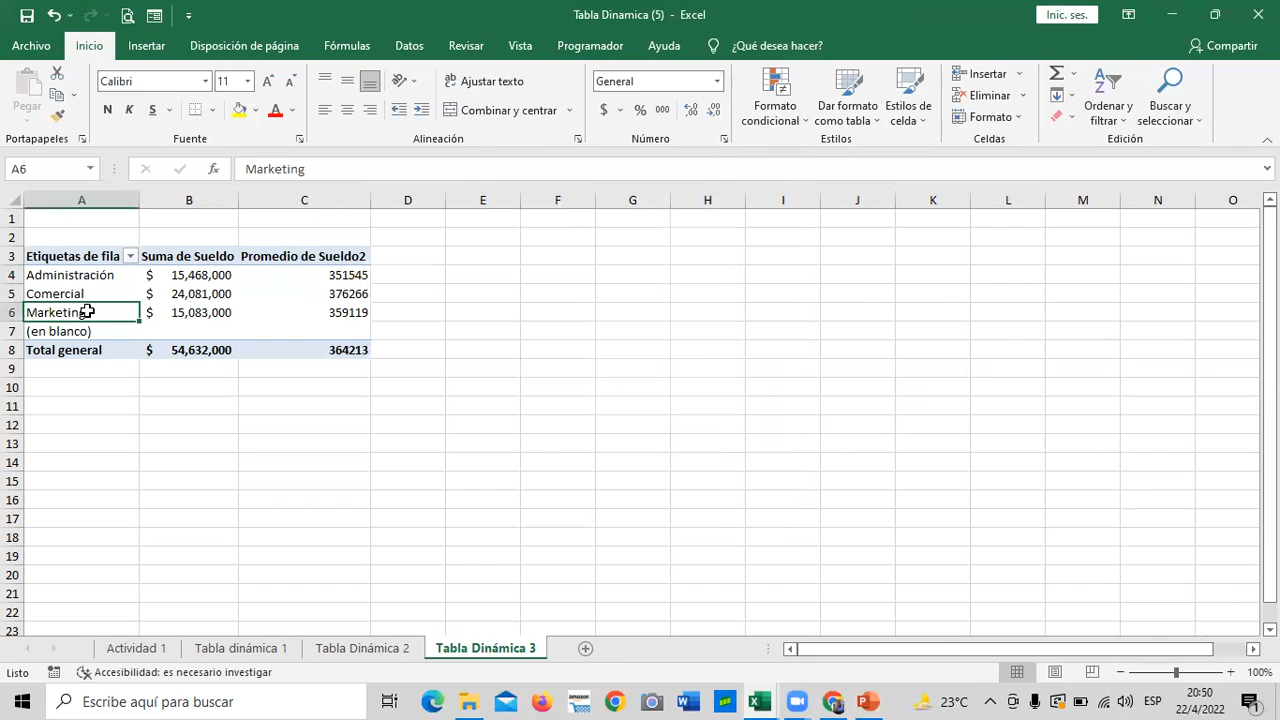 Tabla Dinamica (5) - Excel
Inic. ses.
Archivo Inicio Insertar Disposición de página Fórmulas Datos Revisar Vista Programador Ayuda ¿Qué desea hacer? Compartir
Pegar
Calibri 11
N K S A
Ajustar texto
Combinar y centrar
General
$ % 000
Formato condicional
Dar formato como tabla
Estilos de celda
Insertar
Eliminar
Formato
Ordenar y filtrar
Buscar y seleccionar
Portapapeles Fuente Alineación Número Estilos Celdas Edición
A6 fx Marketing
A B C D E F G H I J K L M N O
1
2
3 Etiquetas de fila Suma de Sueldo Promedio de Sueldo2
4 Administración $ 15,468,000 351545
5 Comercial $ 24,081,000 376266
6 Marketing $ 15,083,000 359119
7 (en blanco)
8 Total general $ 54,632,000 364213
9
10
11
12
13
14
15
16
17
18
19
20
21
22
23
Actividad 1 Tabla dinámica 1 Tabla Dinámica 2 Tabla Dinámica 3
Listo Accesibilidad: es necesario investigar 100%
Escribe aquí para buscar 23°C ESP 20:50
22/4/2022